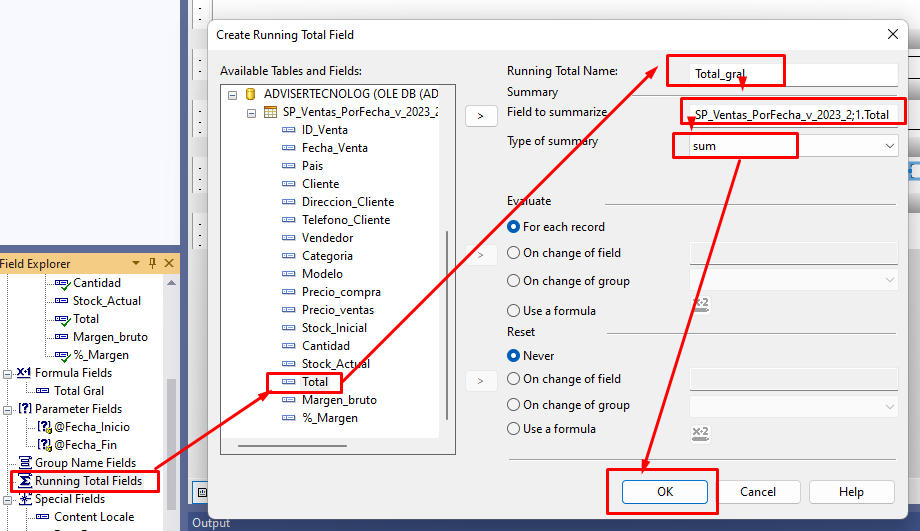 Create Running Total Field
Available Tables and Fields:
ADVISERTECNOLOG (OLE DB (AD
SP_Ventas_PorFecha_v_2023_2
ID_Venta
Fecha_Venta
Pais
Cliente
Direccion_Cliente
Telefono_Cliente
Vendedor
Categoria
Modelo
Precio_compra
Precio_ventas
Stock_Inicial
Cantidad
Stock_Actual
Total
Margen_bruto
%_Margen
>
>
>
Running Total Name:
Total_gral
Summary
Field to summarize
SP_Ventas_PorFecha_v_2023_2;1.Total
Type of summary
sum
Evaluate
For each record
On change of field
On change of group
Use a formula
x-2
Reset
Never
On change of field
On change of group
Use a formula
x-2
OK
Cancel
Help
Field Explorer
Cantidad
Stock_Actual
Total
Margen_bruto
%_Margen
Formula Fields
Total Gral
Parameter Fields
@Fecha_Inicio
@Fecha_Fin
Group Name Fields
Running Total Fields
Special Fields
Content Locale
Output